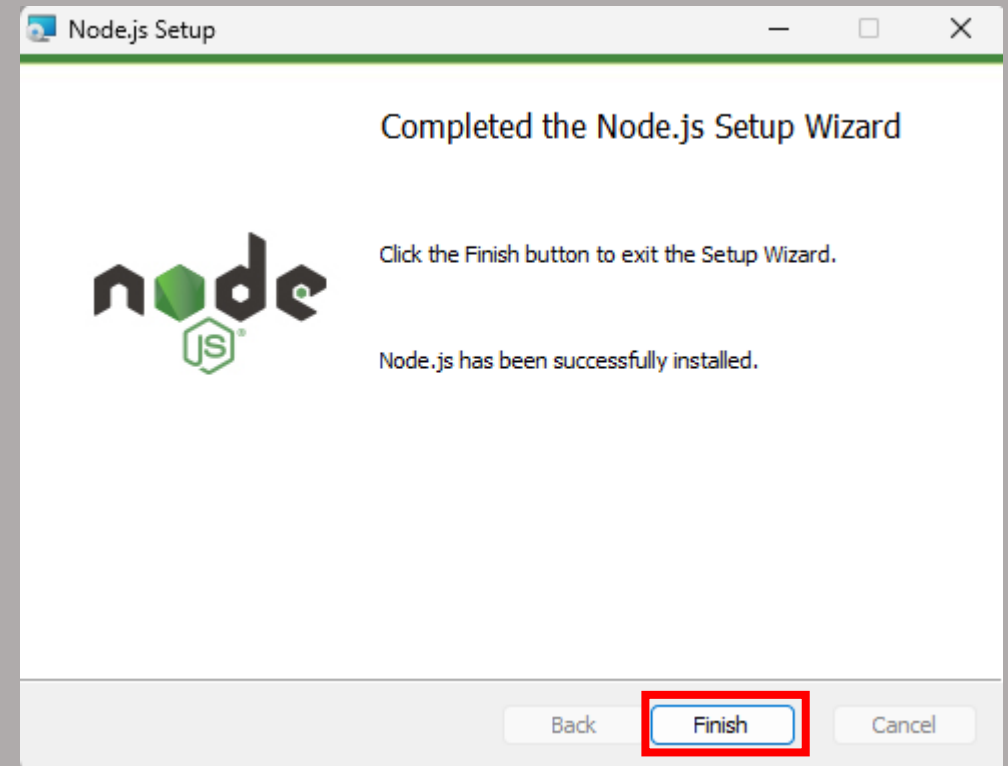 Node.js Setup
Completed the Node.js Setup Wizard
Click the Finish button to exit the Setup Wizard.
node
JS®
Node.js has been successfully installed.
Back Finish Cancel